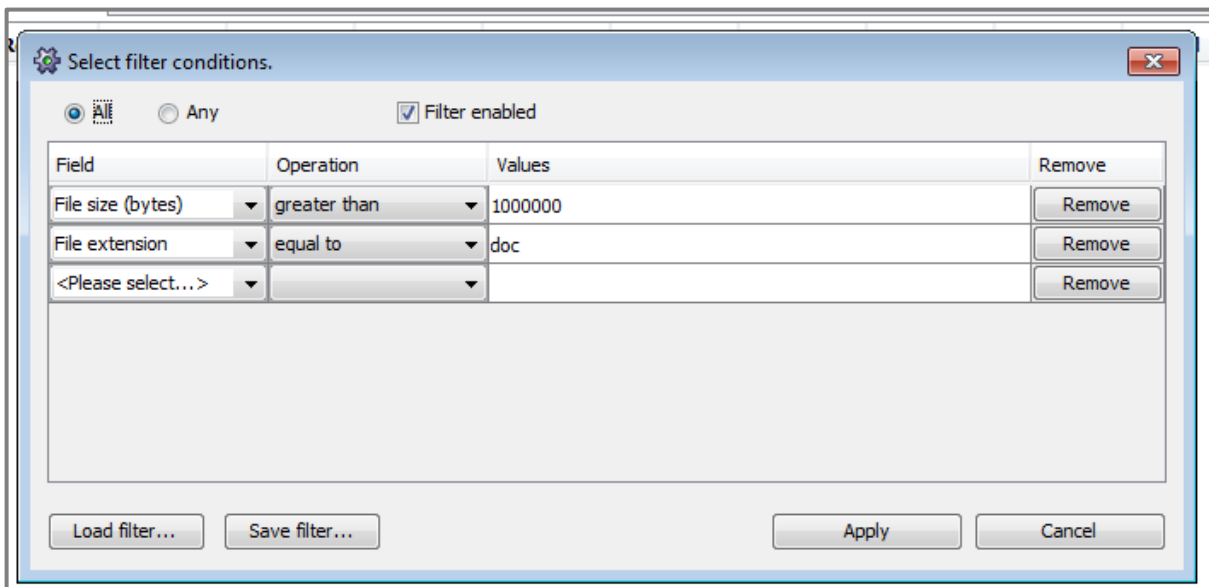 Select filter conditions.
All Any Filter enabled
Field Operation Values Remove
File size (bytes) greater than 1000000 Remove
File extension equal to doc Remove
<Please select...> Remove
Load filter... Save filter... Apply Cancel